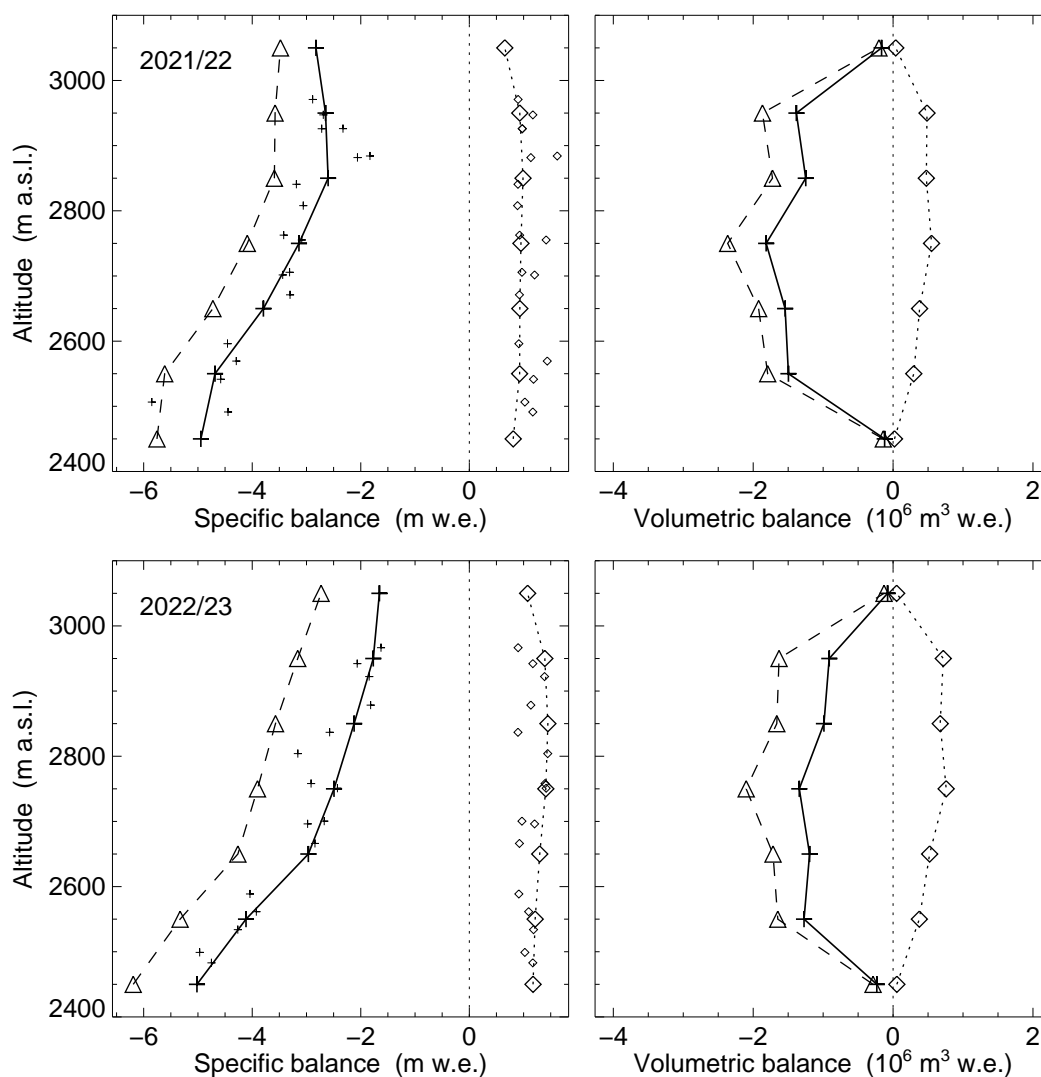 2021/22
3000
2800
2600
2400
Altitude (m a.s.l.)
−6 −4 −2 0
Specific balance (m w.e.)
−4 −2 0 2
Volumetric balance (10⁶ m³ w.e.)
2022/23
3000
2800
2600
2400
Altitude (m a.s.l.)
−6 −4 −2 0
Specific balance (m w.e.)
−4 −2 0 2
Volumetric balance (10⁶ m³ w.e.)